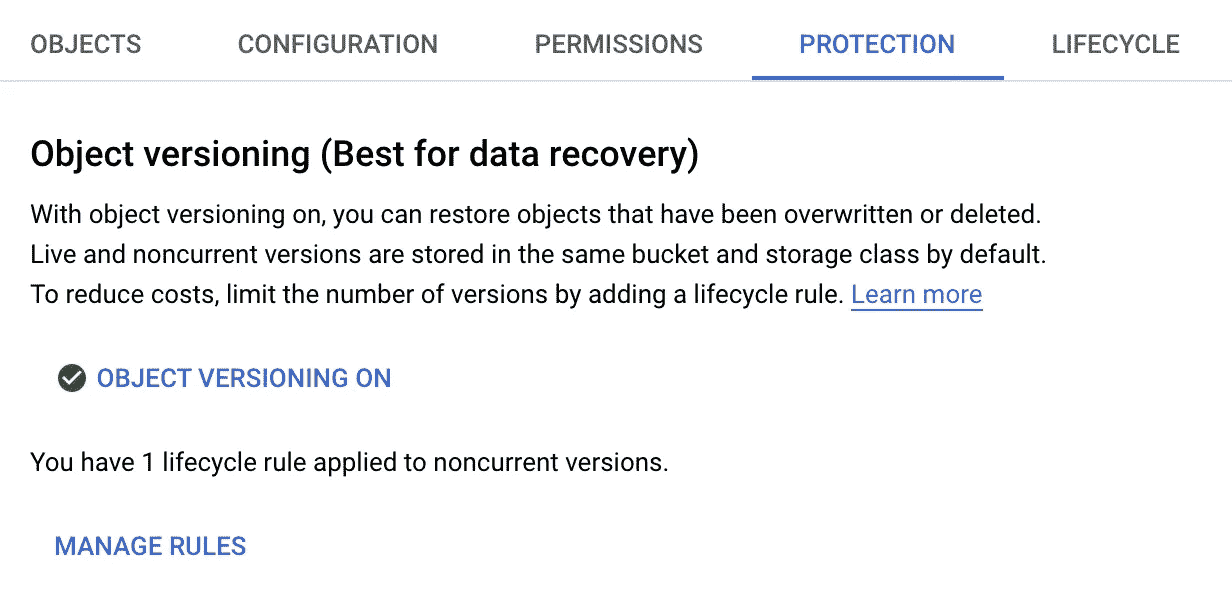 OBJECTS CONFIGURATION PERMISSIONS PROTECTION LIFECYCLE
Object versioning (Best for data recovery)
With object versioning on, you can restore objects that have been overwritten or deleted.
Live and noncurrent versions are stored in the same bucket and storage class by default.
To reduce costs, limit the number of versions by adding a lifecycle rule. Learn more
OBJECT VERSIONING ON
You have 1 lifecycle rule applied to noncurrent versions.
MANAGE RULES